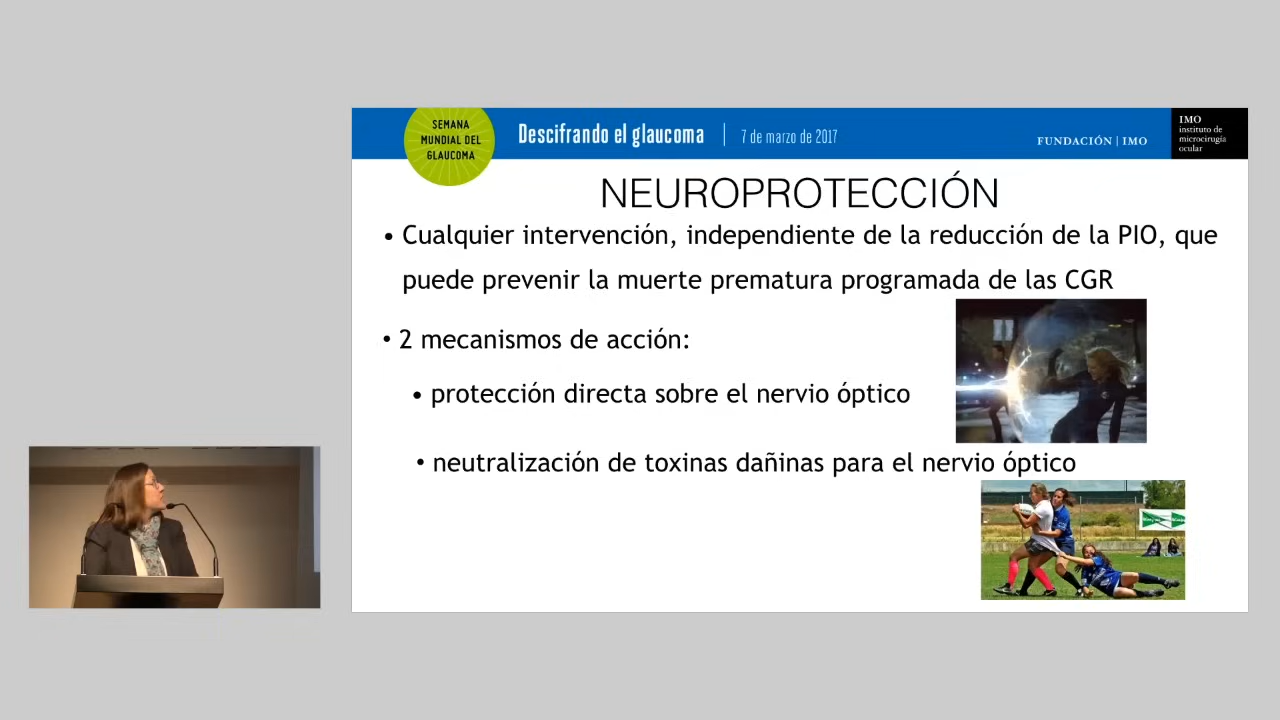 SEMANA
MUNDIAL DEL
GLAUCOMA
Descifrando el glaucoma
7 de marzo de 2017
FUNDACIÓN | IMO
IMO
instituto de
microcirugía
ocular
NEUROPROTECCIÓN
• Cualquier intervención, independiente de la reducción de la PIO, que
puede prevenir la muerte prematura programada de las CGR
• 2 mecanismos de acción:
• protección directa sobre el nervio óptico
• neutralización de toxinas dañinas para el nervio óptico